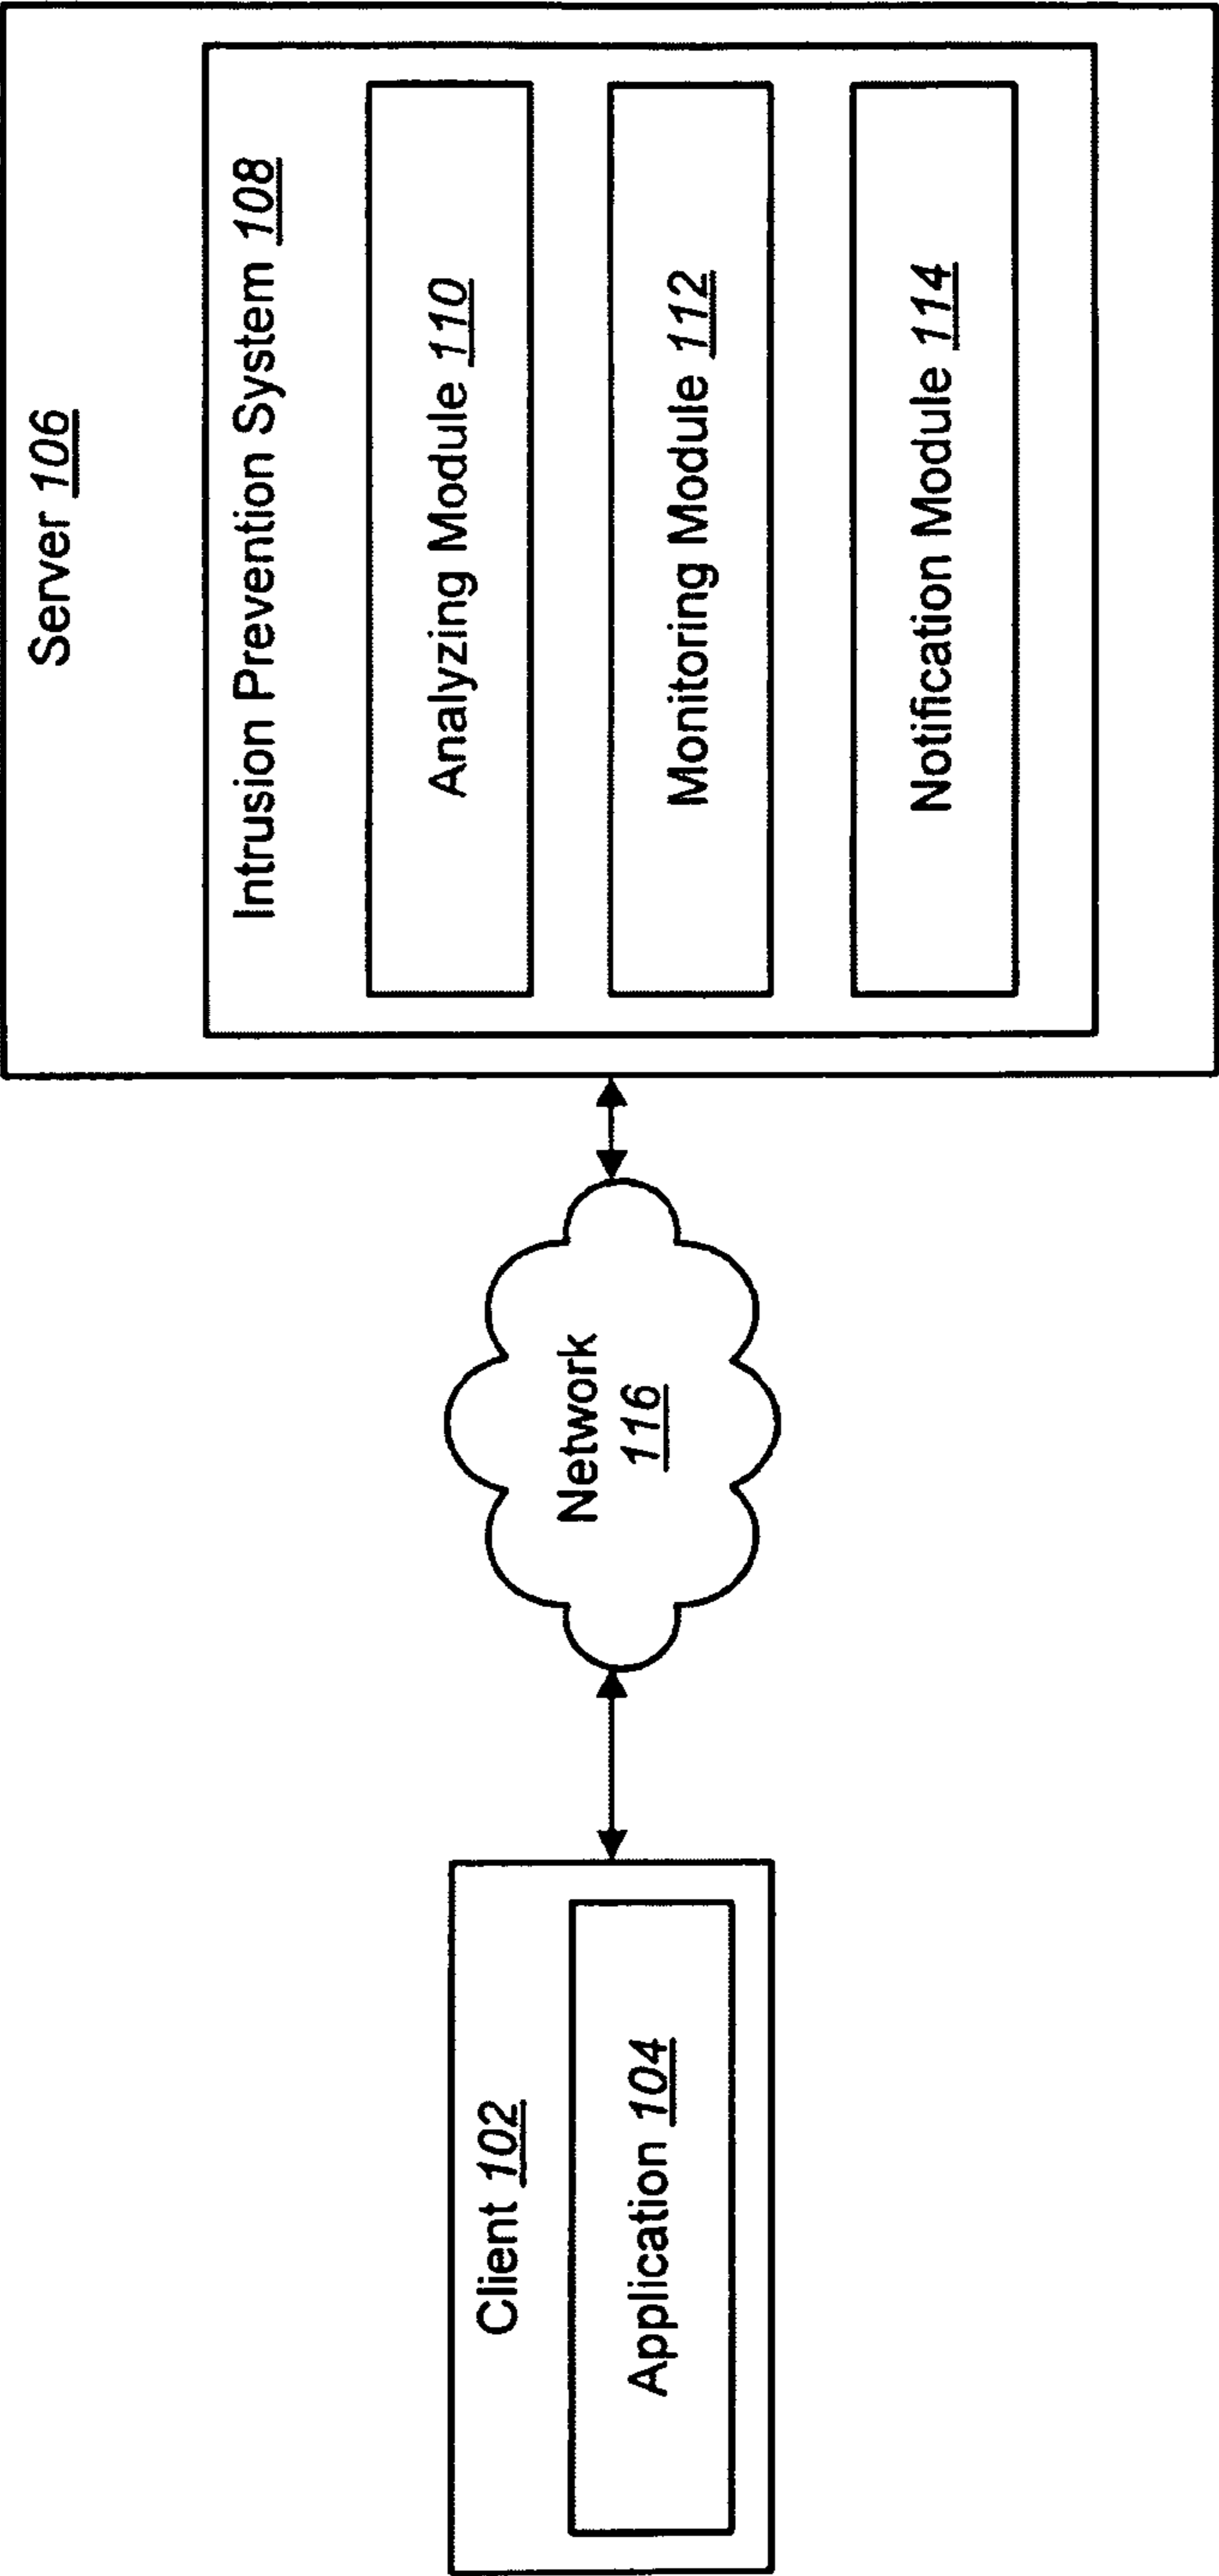 Client 102
Application 104
Network
116
Server 106
Intrusion Prevention System 108
Analyzing Module 110
Monitoring Module 112
Notification Module 114